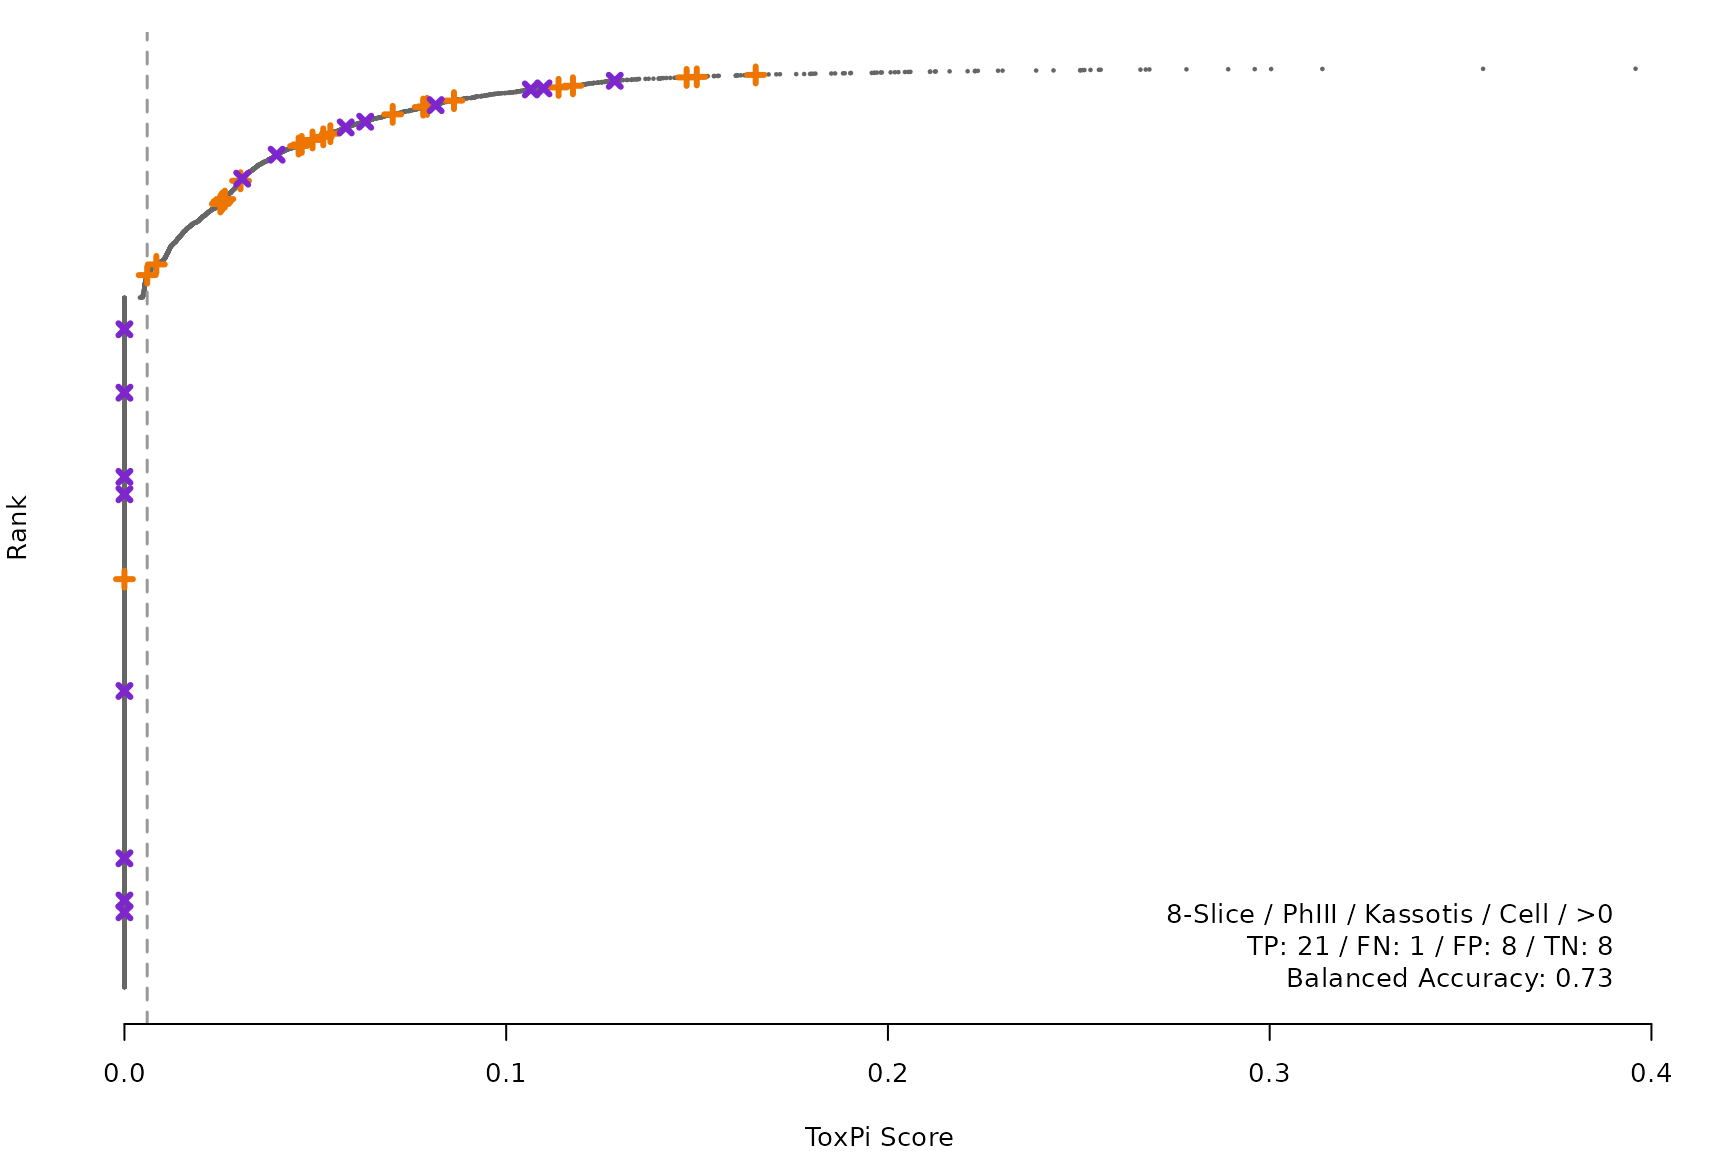 Rank
8-Slice / PhIII / Kassotis / Cell / >0
TP: 21 / FN: 1 / FP: 8 / TN: 8
Balanced Accuracy: 0.73
0.0 0.1 0.2 0.3 0.4
ToxPi Score